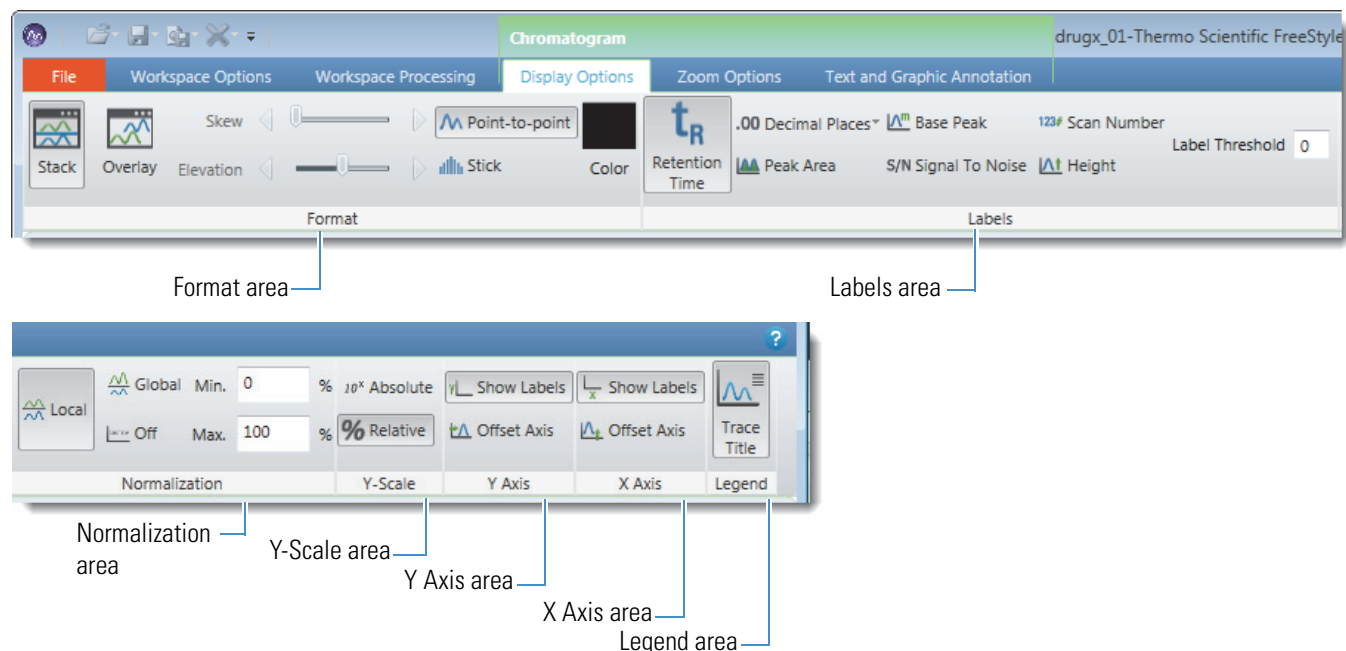 Chromatogram
drugx_01-Thermo Scientific FreeStyle
File Workspace Options Workspace Processing Display Options Zoom Options Text and Graphic Annotation
Skew Point-to-point .00 Decimal Places Base Peak 123# Scan Number
Label Threshold 0
Stack Overlay Elevation Stick Color tR Retention Time Peak Area S/N Signal To Noise Height
Format Labels
Format area Labels area
?
Global Min. 0 % 10x Absolute Show Labels Show Labels
Local
Off Max. 100 % % Relative Offset Axis Offset Axis Trace Title
Normalization Y-Scale Y Axis X Axis Legend
Normalization area
Y-Scale area
Y Axis area
X Axis area
Legend area